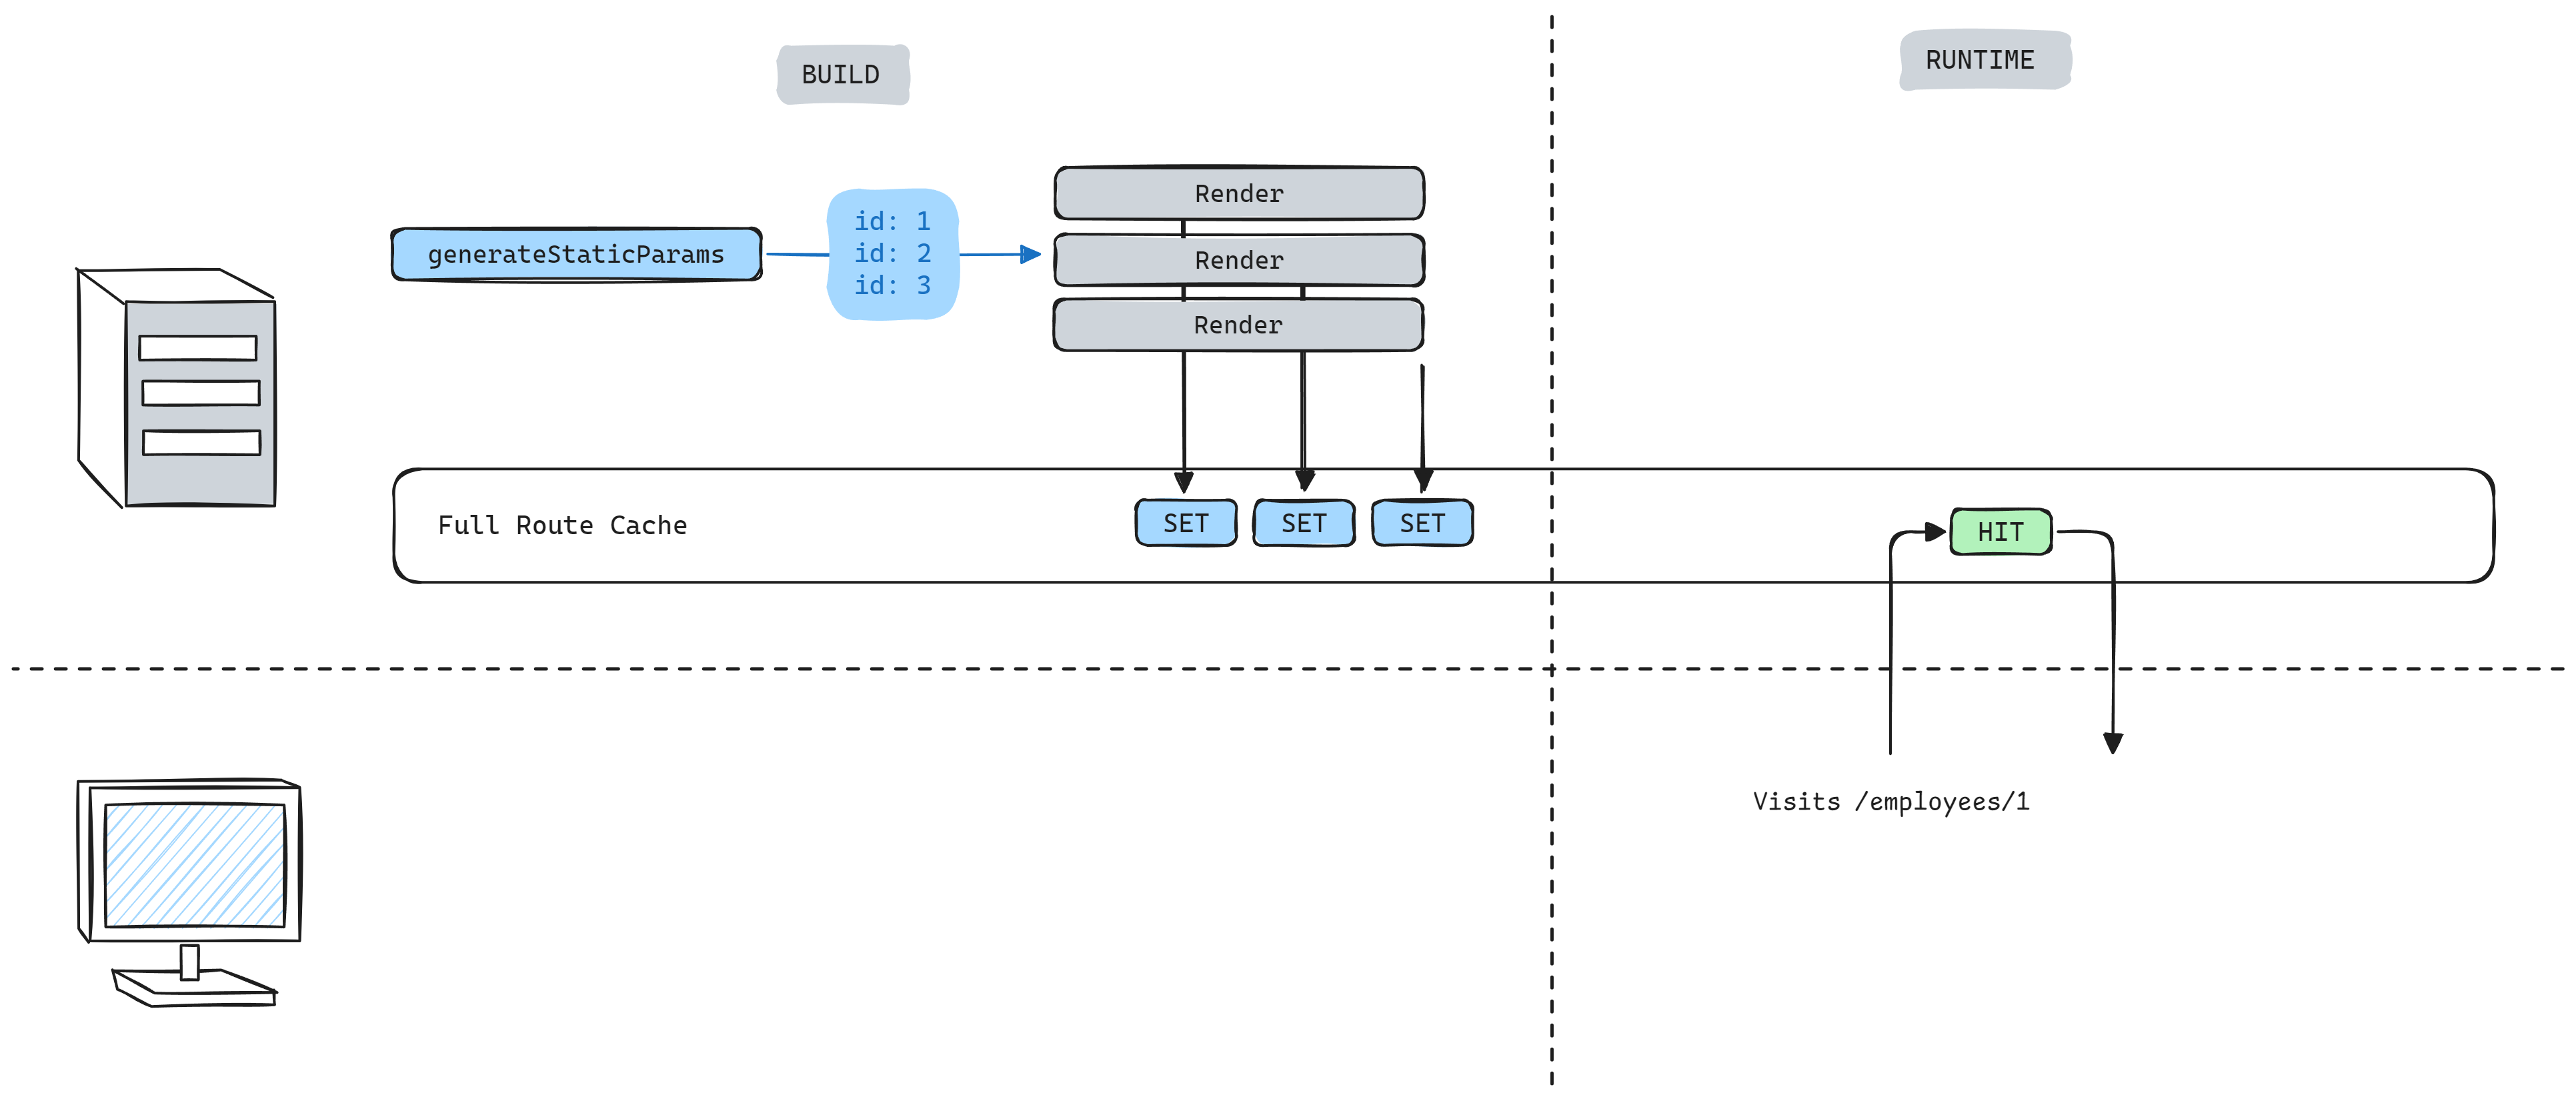 BUILD
RUNTIME
generateStaticParams
id: 1
id: 2
id: 3
Render
Render
Render
Full Route Cache
SET
SET
SET
HIT
Visits /employees/1